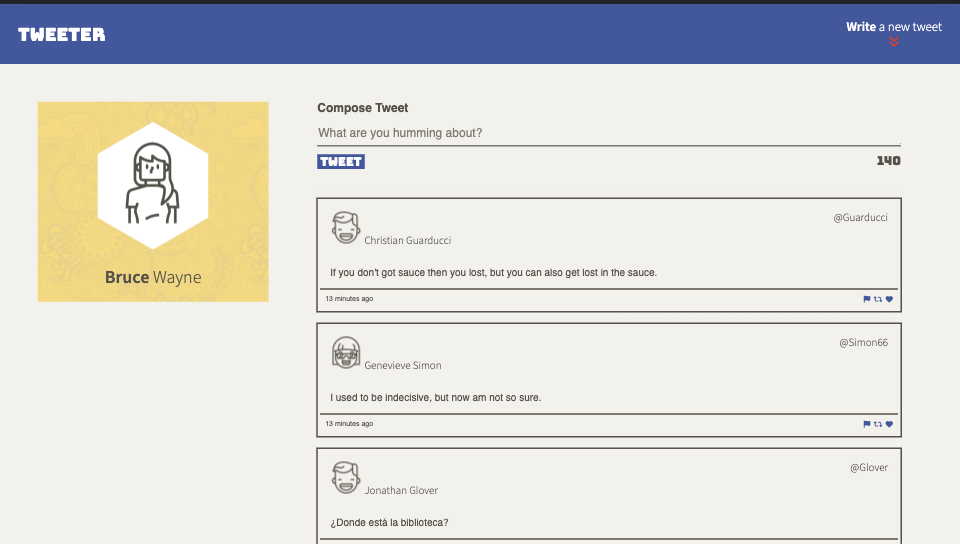 TWEETER
Write a new tweet
Bruce Wayne
Compose Tweet
What are you humming about?
TWEET
140
@Guarducci
Christian Guarducci
If you don't got sauce then you lost, but you can also get lost in the sauce.
13 minutes ago
@Simon66
Genevieve Simon
I used to be indecisive, but now am not so sure.
13 minutes ago
@Glover
Jonathan Glover
¿Donde está la biblioteca?